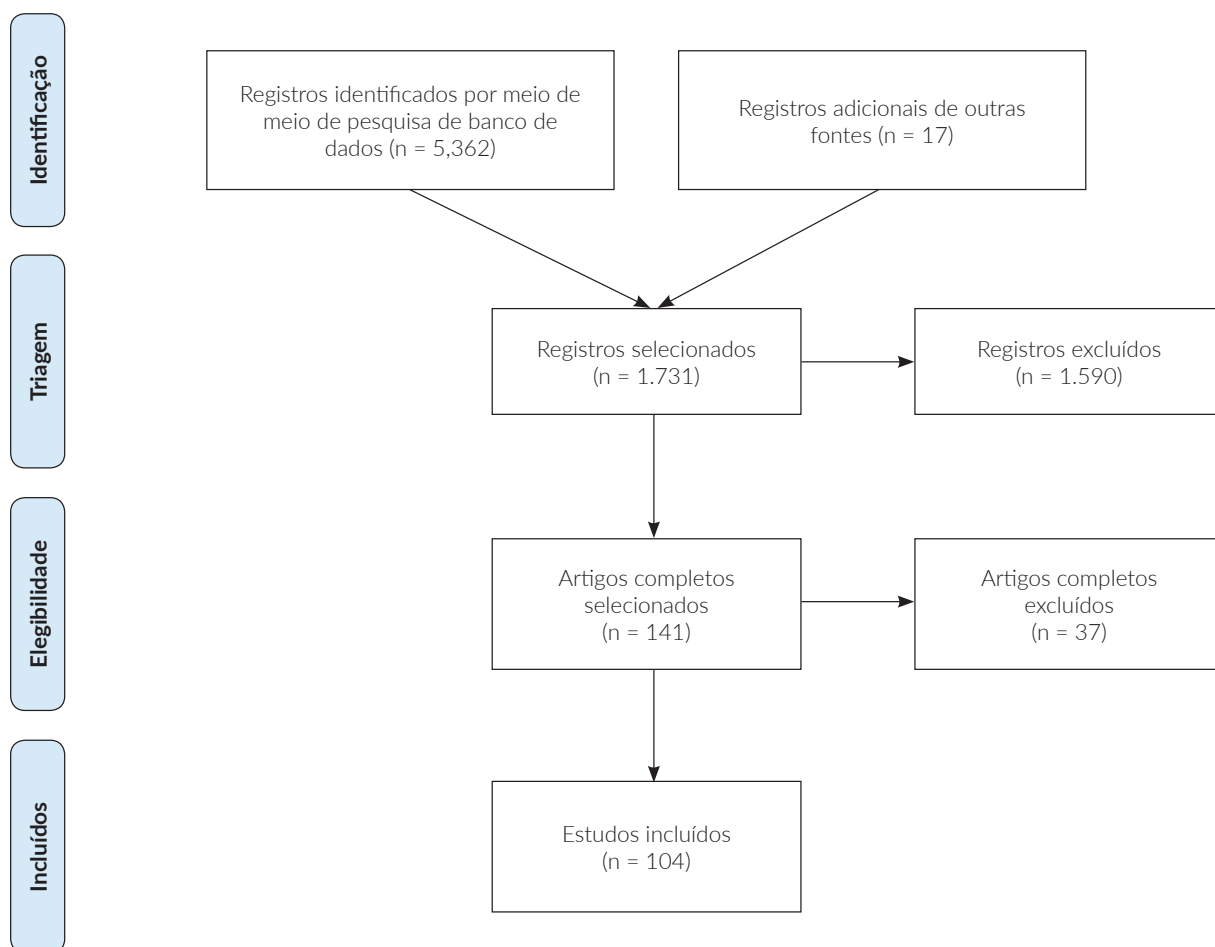 Identificação
Registros identificados por meio de
meio de pesquisa de banco de
dados (n = 5,362)
Registros adicionais de outras
fontes (n = 17)
Triagem
Registros selecionados
(n = 1.731)
Registros excluídos
(n = 1.590)
Elegibilidade
Artigos completos
selecionados
(n = 141)
Artigos completos
excluídos
(n = 37)
Incluídos
Estudos incluídos
(n = 104)